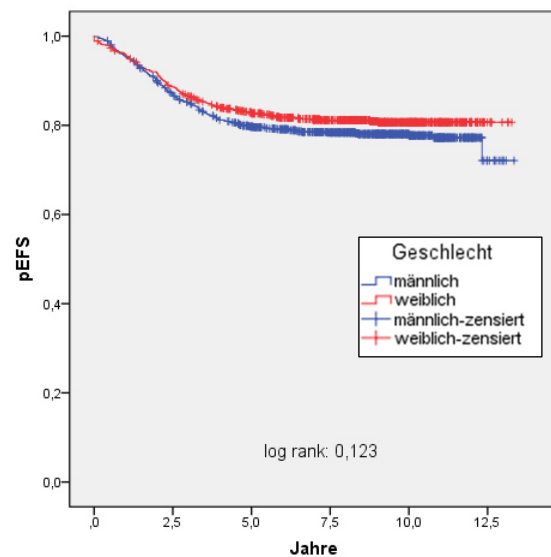 1,0
0,8
0,6
0,4
0,2
0,0
pEFS
Geschlecht
männlich
weiblich
männlich-zensiert
weiblich-zensiert
log rank: 0,123
,0 2,5 5,0 7,5 10,0 12,5
Jahre